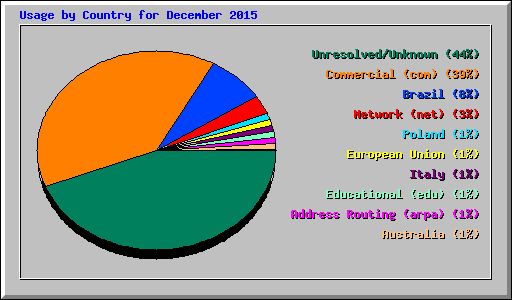 Usage by Country for December 2015
Unresolved/Unknown (44%)
Commercial (com) (39%)
Brazil (8%)
Network (net) (3%)
Poland (1%)
European Union (1%)
Italy (1%)
Educational (edu) (1%)
Address Routing (arpa) (1%)
Australia (1%)